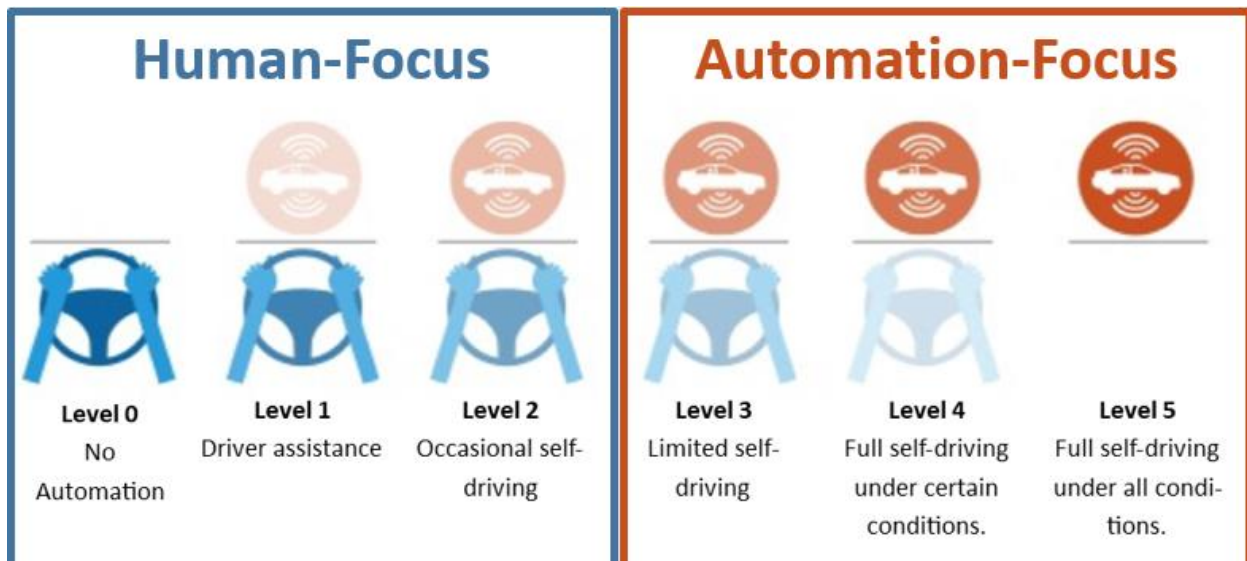 Human-Focus
Automation-Focus
Level 0
No
Automation
Level 1
Driver assistance
Level 2
Occasional self-
driving
Level 3
Limited self-
driving
Level 4
Full self-driving
under certain
conditions.
Level 5
Full self-driving
under all condi-
tions.